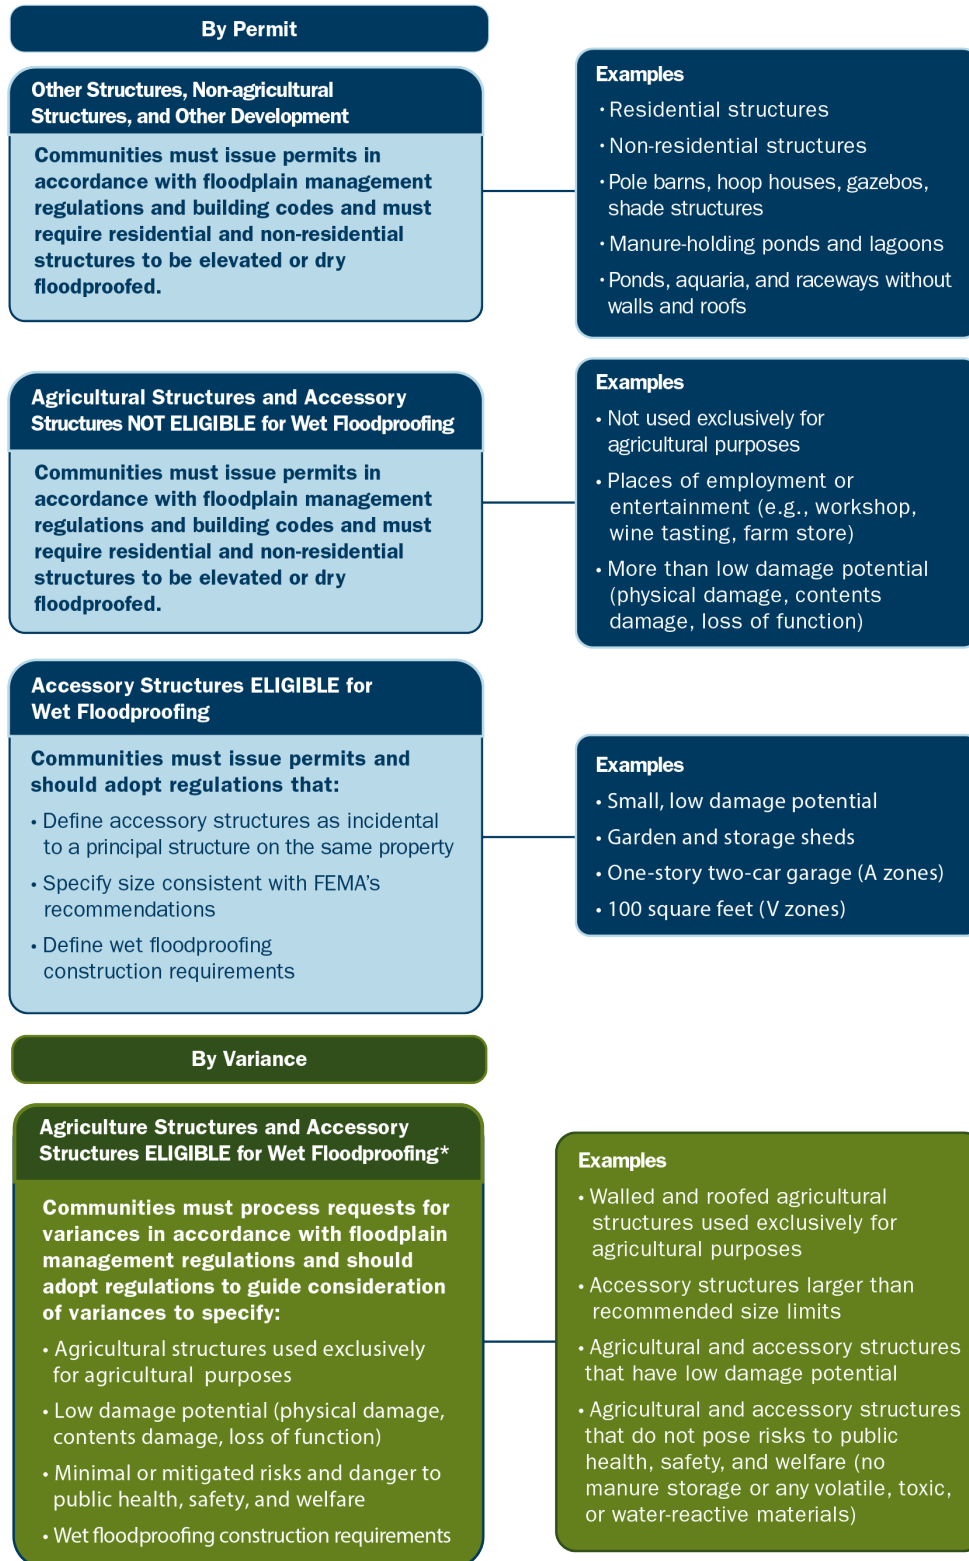 By Permit
Other Structures, Non-agricultural
Structures, and Other Development
Communities must issue permits in
accordance with floodplain management
regulations and building codes and must
require residential and non-residential
structures to be elevated or dry
floodproofed.
Examples
• Residential structures
• Non-residential structures
• Pole barns, hoop houses, gazebos,
shade structures
• Manure-holding ponds and lagoons
• Ponds, aquaria, and raceways without
walls and roofs
Agricultural Structures and Accessory
Structures NOT ELIGIBLE for Wet Floodproofing
Communities must issue permits in
accordance with floodplain management
regulations and building codes and must
require residential and non-residential
structures to be elevated or dry
floodproofed.
Examples
• Not used exclusively for
agricultural purposes
• Places of employment or
entertainment (e.g., workshop,
wine tasting, farm store)
• More than low damage potential
(physical damage, contents
damage, loss of function)
Accessory Structures ELIGIBLE for
Wet Floodproofing
Communities must issue permits and
should adopt regulations that:
• Define accessory structures as incidental
to a principal structure on the same property
• Specify size consistent with FEMA's
recommendations
• Define wet floodproofing
construction requirements
Examples
• Small, low damage potential
• Garden and storage sheds
• One-story two-car garage (A zones)
• 100 square feet (V zones)
By Variance
Agriculture Structures and Accessory
Structures ELIGIBLE for Wet Floodproofing*
Communities must process requests for
variances in accordance with floodplain
management regulations and should
adopt regulations to guide consideration
of variances to specify:
• Agricultural structures used exclusively
for agricultural purposes
• Low damage potential (physical damage,
contents damage, loss of function)
• Minimal or mitigated risks and danger to
public health, safety, and welfare
• Wet floodproofing construction requirements
Examples
• Walled and roofed agricultural
structures used exclusively for
agricultural purposes
• Accessory structures larger than
recommended size limits
• Agricultural and accessory structures
that have low damage potential
• Agricultural and accessory structures
that do not pose risks to public
health, safety, and welfare (no
manure storage or any volatile, toxic,
or water-reactive materials)